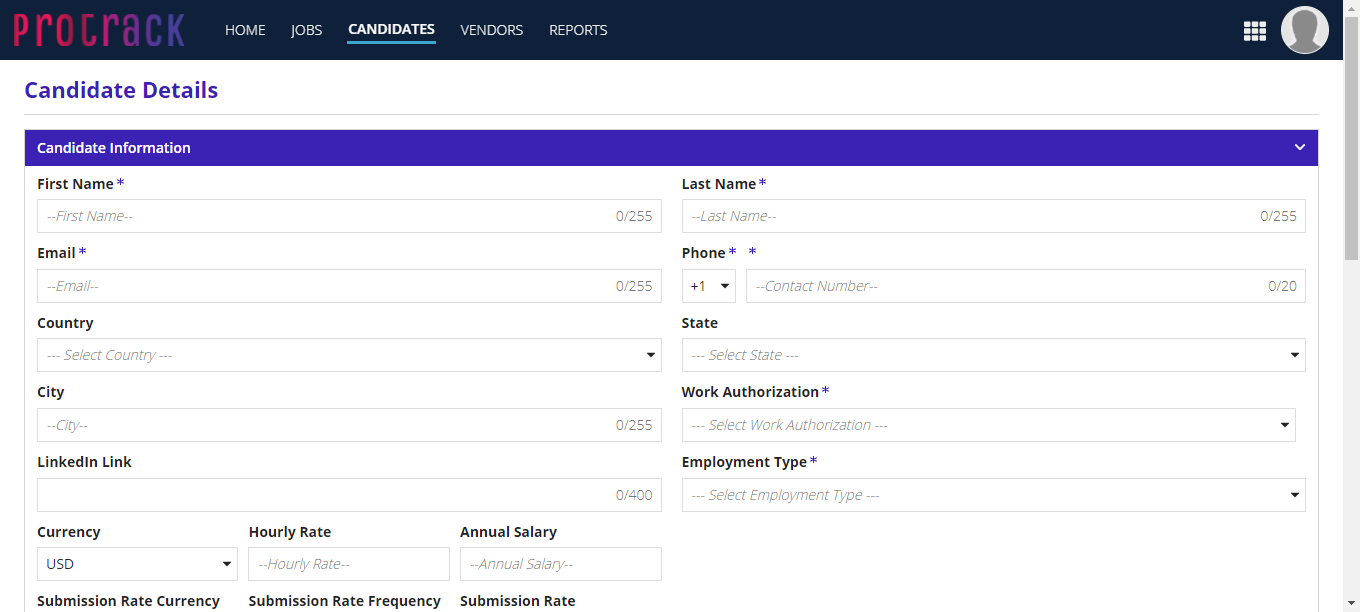 protrack HOME JOBS CANDIDATES VENDORS REPORTS
Candidate Details
Candidate Information
First Name * Last Name *
--First Name-- 0/255 --Last Name-- 0/255
Email * Phone * *
--Email-- 0/255 +1 --Contact Number-- 0/20
Country State
--- Select Country --- --- Select State ---
City Work Authorization *
--City-- 0/255 --- Select Work Authorization ---
LinkedIn Link Employment Type *
0/400 --- Select Employment Type ---
Currency Hourly Rate Annual Salary
USD --Hourly Rate-- --Annual Salary--
Submission Rate Currency Submission Rate Frequency Submission Rate